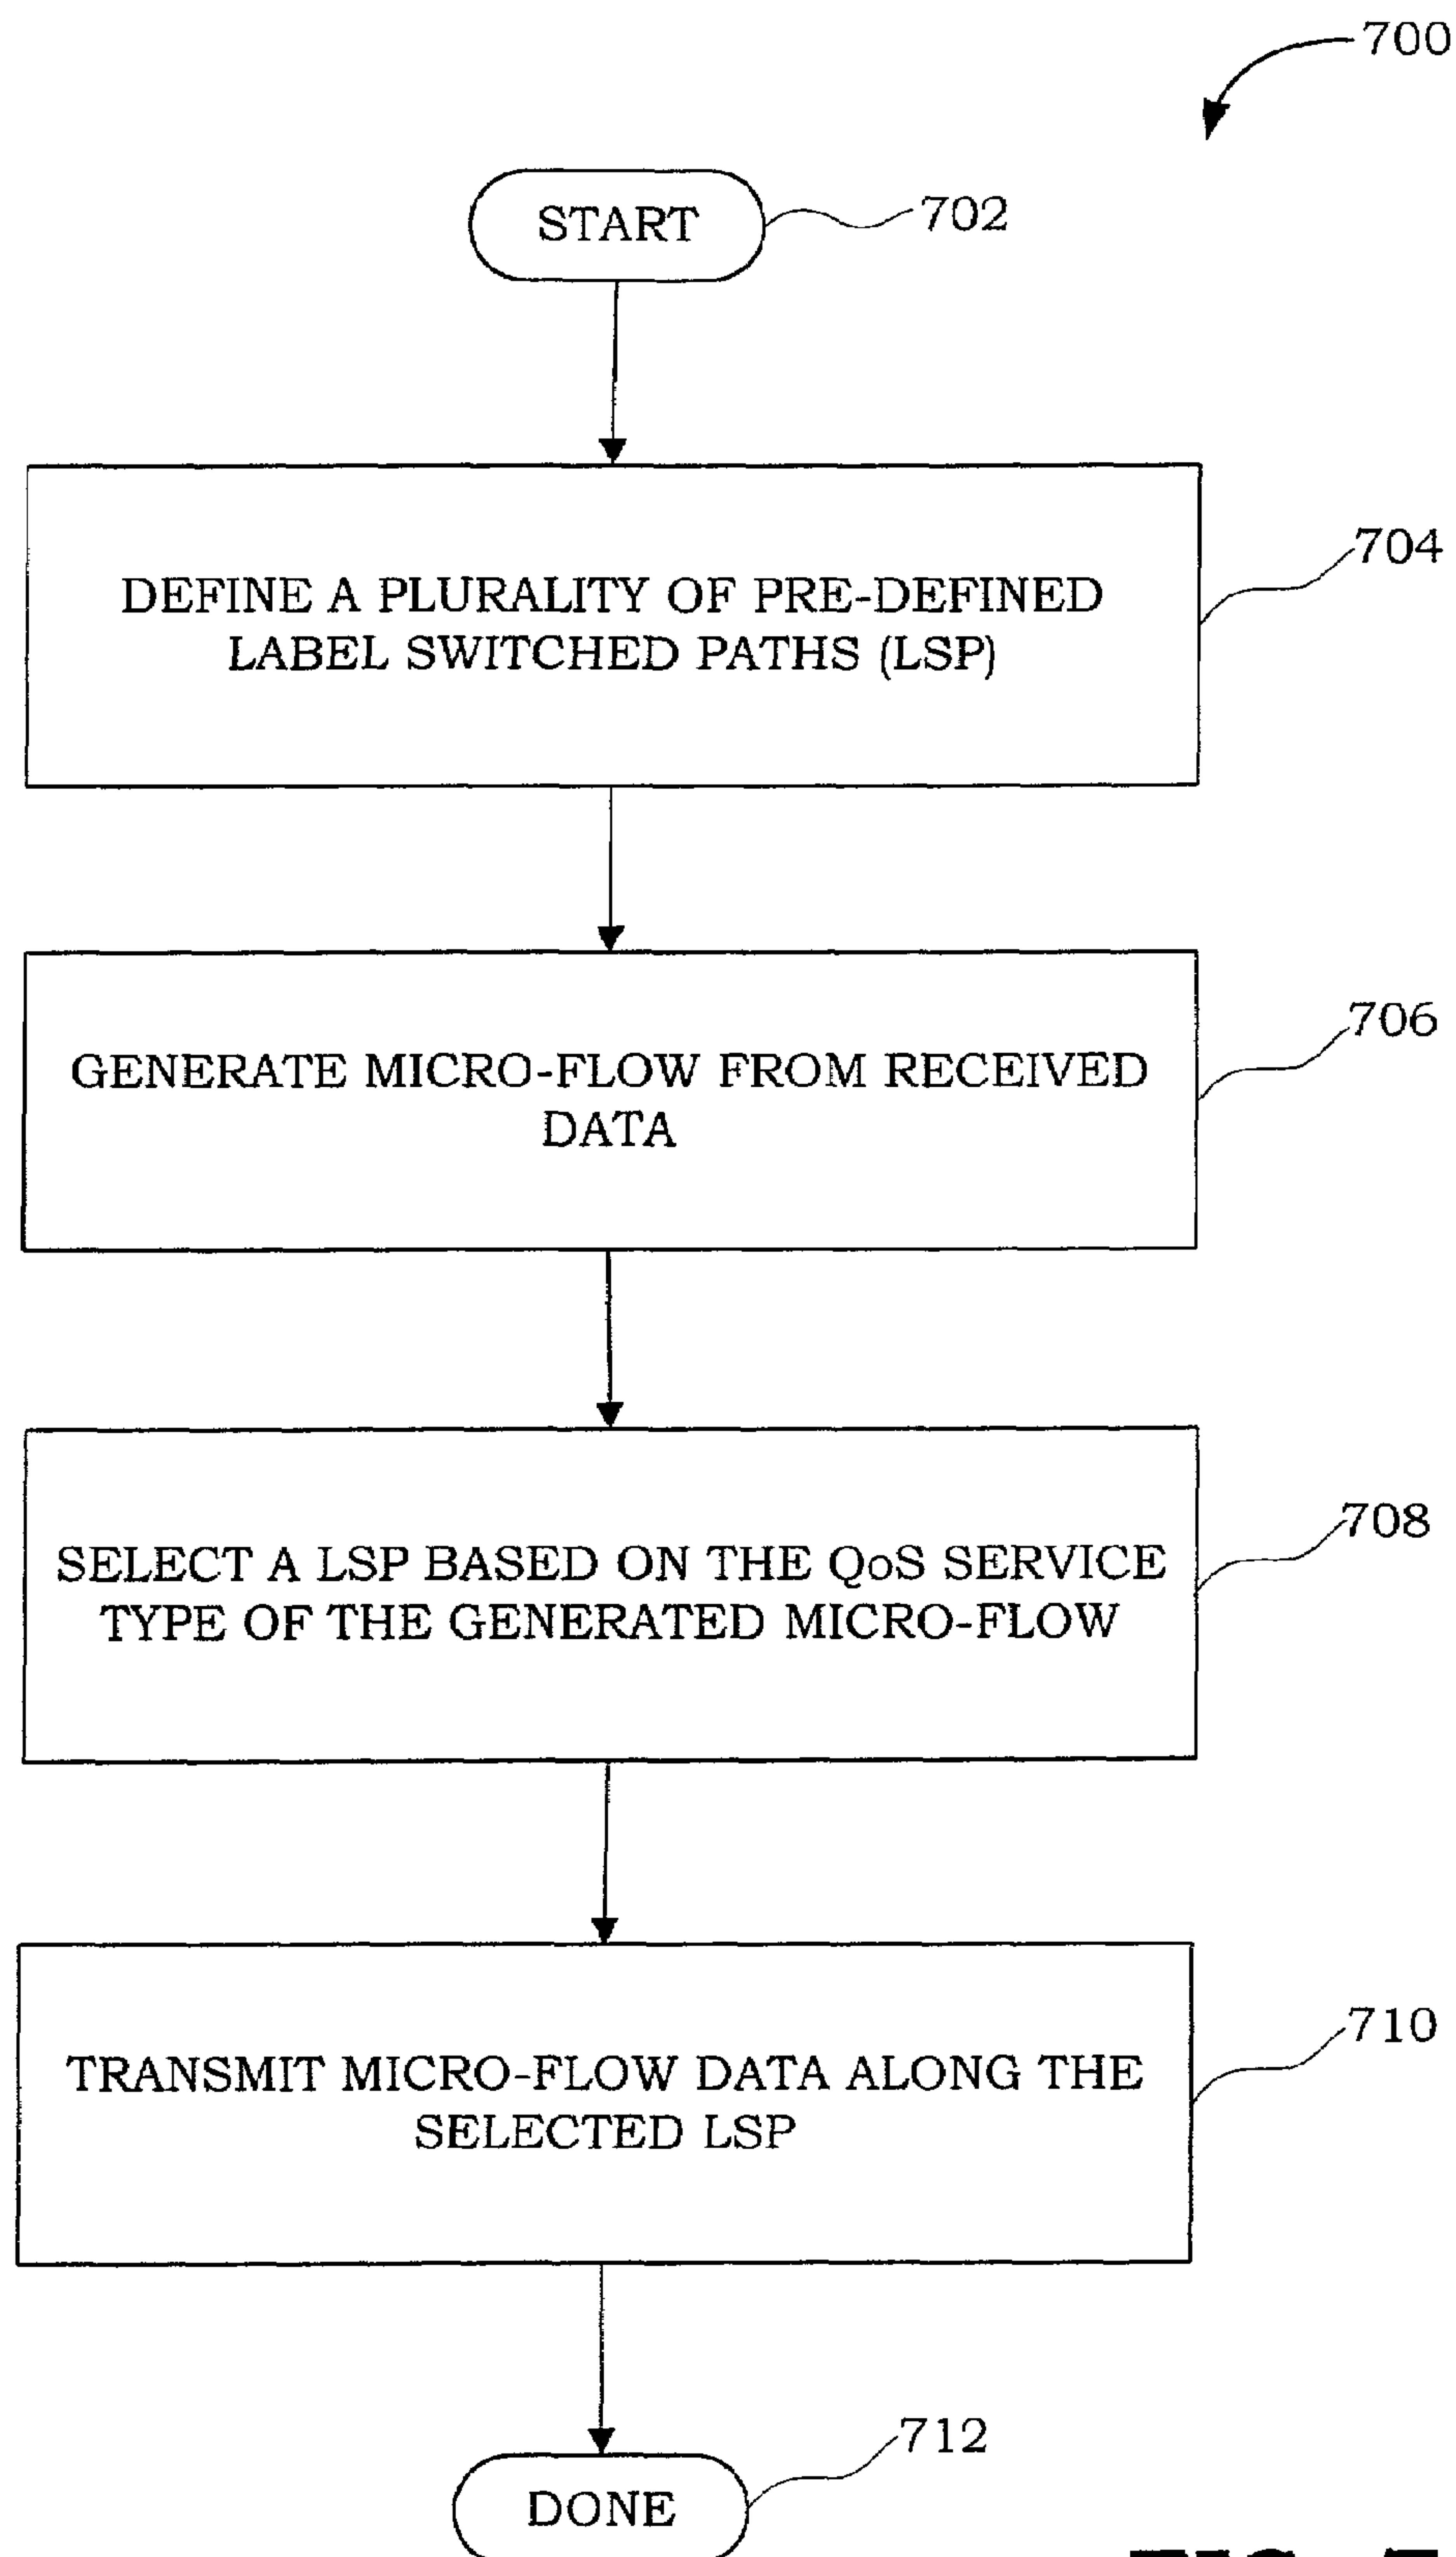 700
START
702
DEFINE A PLURALITY OF PRE-DEFINED
LABEL SWITCHED PATHS (LSP)
704
GENERATE MICRO-FLOW FROM RECEIVED
DATA
706
SELECT A LSP BASED ON THE QoS SERVICE
TYPE OF THE GENERATED MICRO-FLOW
708
TRANSMIT MICRO-FLOW DATA ALONG THE
SELECTED LSP
710
DONE
712